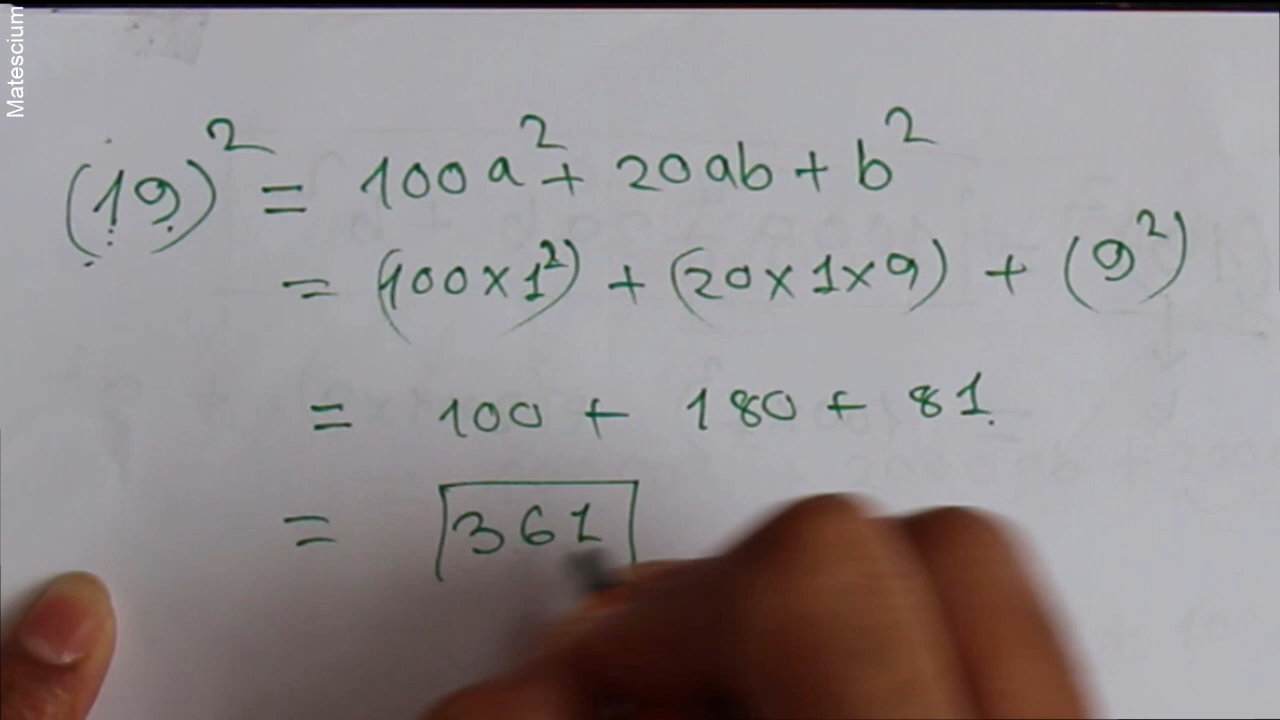 Matescium
(19)² = 100a² + 20ab + b²
= (100×1²) + (20×1×9) + (9²)
= 100 + 180 + 81
= 361